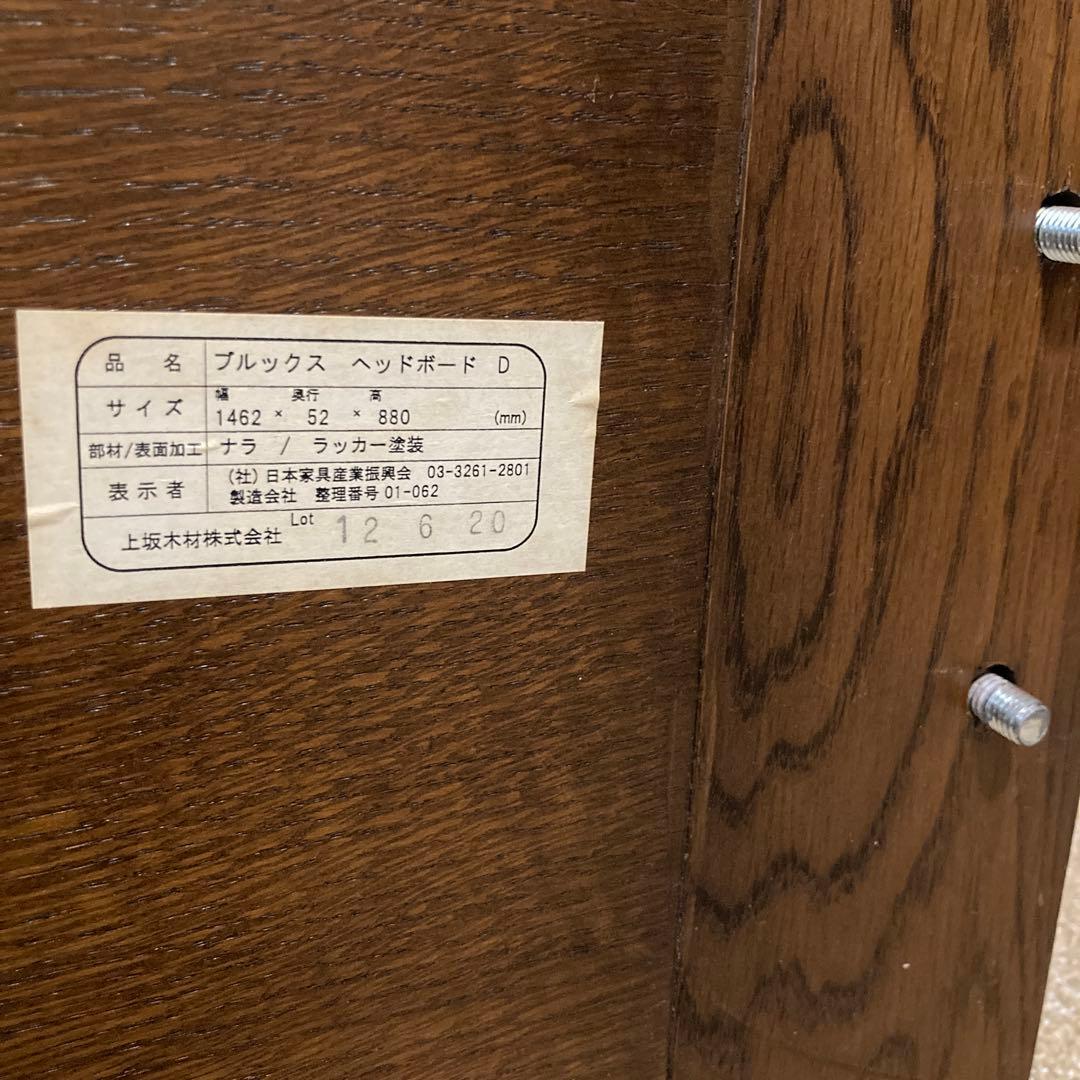 品名 ブルックス ヘッドボード D
幅 奥行 高
サイズ 1462 × 52 × 880 (mm)
部材/表面加工 ナラ / ラッカー塗装
(社)日本家具産業振興会 03-3261-2801
表示者
製造会社 整理番号 01-062
上坂木材株式会社 Lot 12 6 20